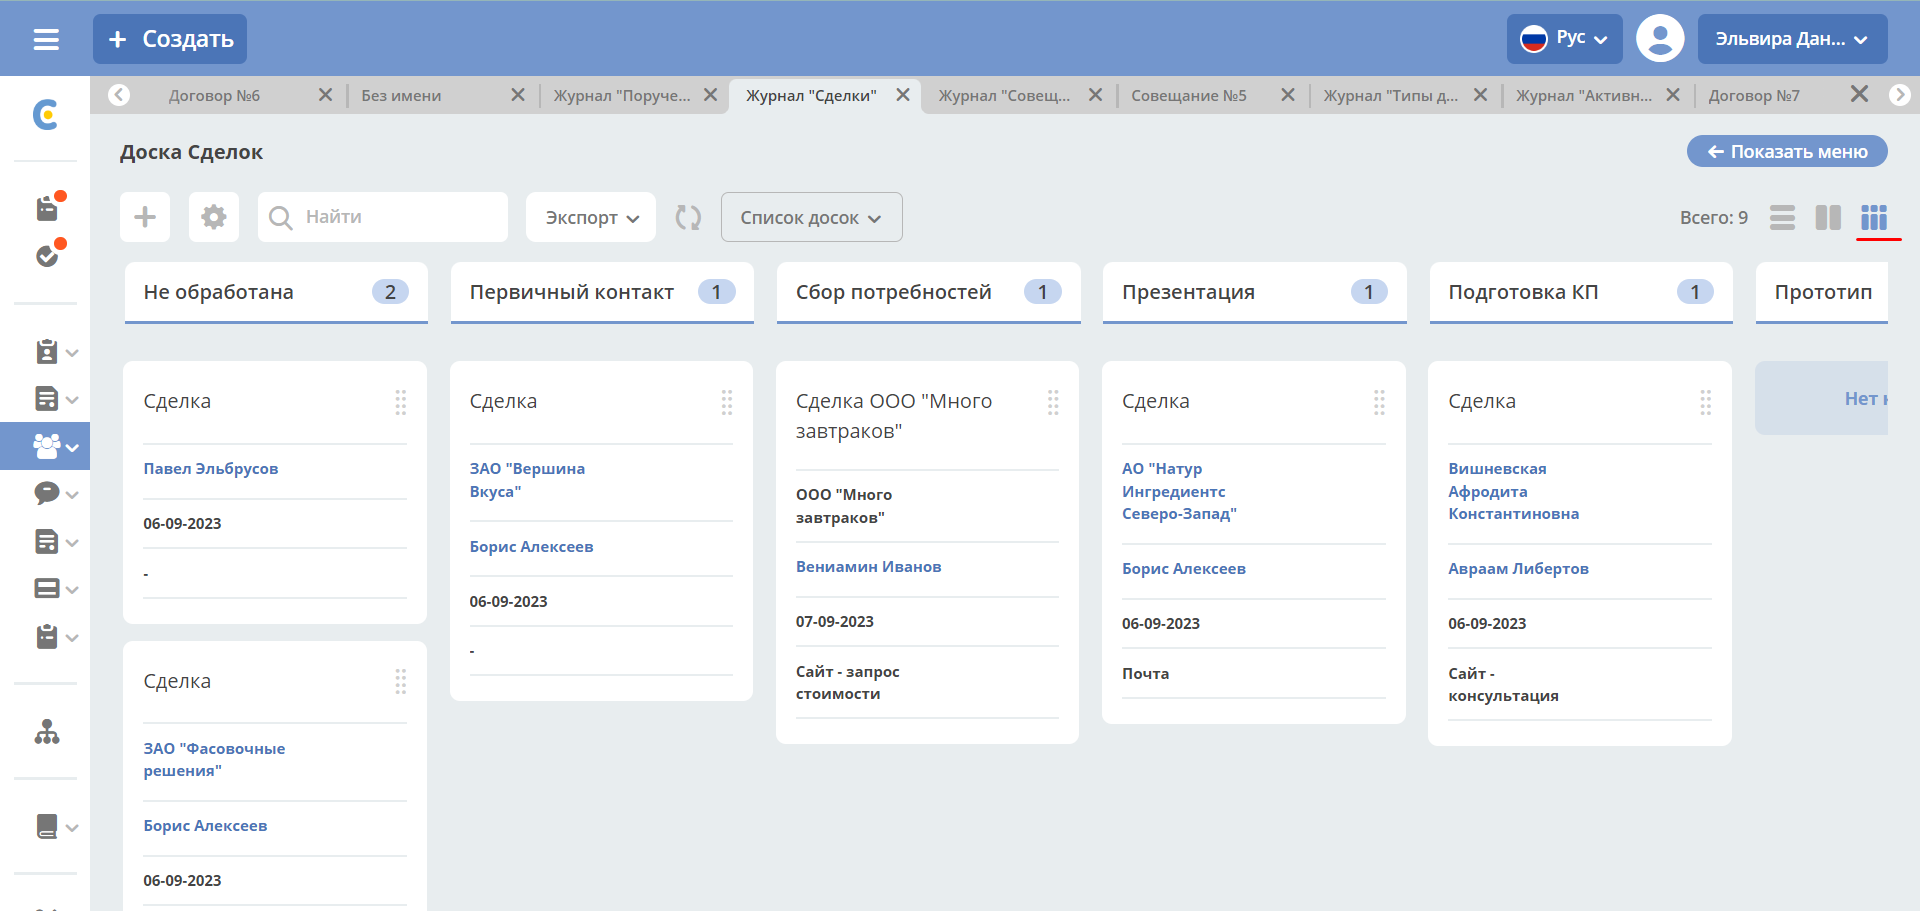 Создать
Рус
Эльвира Дан...
Договор №6
Без имени
Журнал "Поруче...
Журнал "Сделки"
Журнал "Совещ...
Совещание №5
Журнал "Типы д...
Журнал "Активн...
Договор №7
Доска Сделок
Показать меню
Найти
Экспорт
Список досок
Всего: 9
Не обработана 2
Первичный контакт 1
Сбор потребностей 1
Презентация 1
Подготовка КП 1
Прототип
Сделка
Павел Эльбрусов
06-09-2023
-
Сделка
ЗАО "Фасовочные
решения"
Борис Алексеев
06-09-2023
Сделка
ЗАО "Вершина
Вкуса"
Борис Алексеев
06-09-2023
-
Сделка ООО "Много
завтраков"
ООО "Много
завтраков"
Вениамин Иванов
07-09-2023
Сайт - запрос
стоимости
Сделка
АО "Натур
Ингредиентс
Северо-Запад"
Борис Алексеев
06-09-2023
Почта
Сделка
Вишневская
Афродита
Константиновна
Авраам Либертов
06-09-2023
Сайт -
консультация
Нет